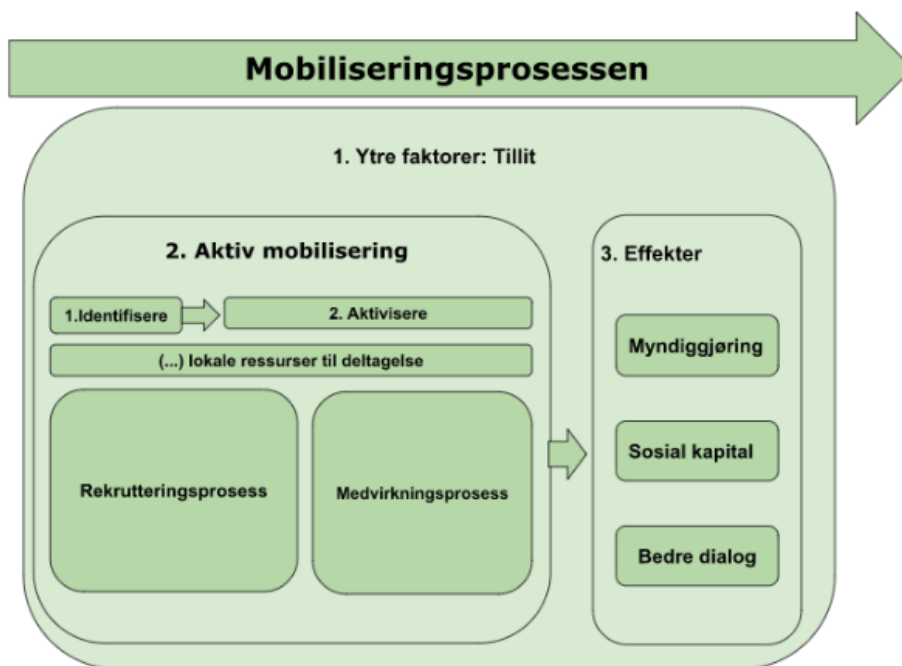 Mobiliseringsprosessen
1. Ytre faktorer: Tillit
2. Aktiv mobilisering
1.Identifisere
2. Aktivisere
(...) lokale ressurser til deltagelse
Rekrutteringsprosess
Medvirkningsprosess
3. Effekter
Myndiggjøring
Sosial kapital
Bedre dialog